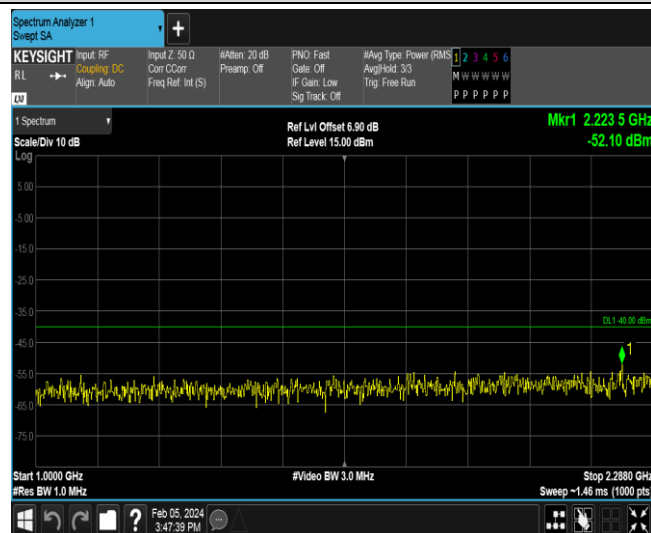 Spectrum Analyzer 1
Swept SA
+
KEYSIGHT
RL
Input: RF
Coupling: DC
Align: Auto
Input Z: 50 Ω
Corr CCorr
Freq Ref: Int (S)
#Atten: 20 dB
Preamp: Off
PNO: Fast
Gate: Off
IF Gain: Low
Sig Track: Off
#Avg Type: Power (RMS
Avg|Hold: 3/3
Trig: Free Run
1 2 3 4 5 6
M W W W W W
P P P P P P
LXI
1 Spectrum
Scale/Div 10 dB
Log
Ref Lvl Offset 6.90 dB
Ref Level 15.00 dBm
Mkr1 2.223 5 GHz
-52.10 dBm
5.00
-5.00
-15.0
-25.0
-35.0
DL1 -40.00 dBm
-45.0
1
-55.0
-65.0
-75.0
Start 1.0000 GHz
#Res BW 1.0 MHz
#Video BW 3.0 MHz
Stop 2.2880 GHz
Sweep ~1.46 ms (1000 pts)
?
Feb 05, 2024
3:47:39 PM